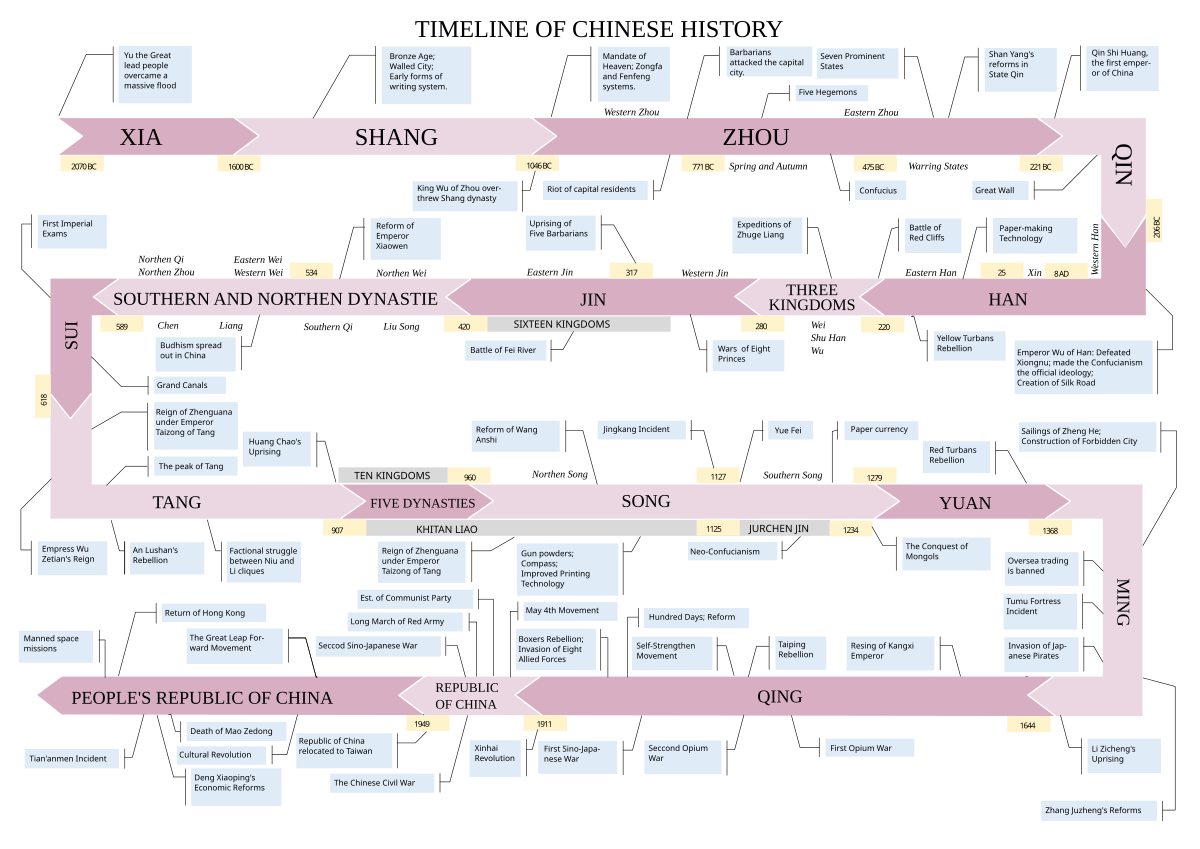 TIMELINE OF CHINESE HISTORY
Yu the Great
lead people
overcame a
massive flood
Bronze Age;
Walled City;
Early forms of
writing system.
Mandate of
Heaven; Zongfa
and Fenfeng
systems.
Barbarians
attacked the capital
city.
Seven Prominent
States
Five Hegemons
Shan Yang's
reforms in
State Qin
Qin Shi Huang,
the first emper-
or of China
Western Zhou
Eastern Zhou
XIA
SHANG
ZHOU
QIN
2070 BC
1600 BC
1046 BC
771 BC
Spring and Autumn
475 BC
Warring States
221 BC
206 BC
King Wu of Zhou over-
threw Shang dynasty
Riot of capital residents
Confucius
Great Wall
First Imperial
Exams
Reform of
Emperor
Xiaowen
Uprising of
Five Barbarians
Expeditions of
Zhuge Liang
Battle of
Red Cliffs
Paper-making
Technology
Western Han
Northen Qi
Northen Zhou
Eastern Wei
Western Wei
534
Northen Wei
Eastern Jin
317
Western Jin
Eastern Han
25
Xin
8 AD
SOUTHERN AND NORTHEN DYNASTIE
JIN
THREE
KINGDOMS
HAN
SUI
589
Chen
Liang
Southern Qi
Liu Song
420
SIXTEEN KINGDOMS
280
Wei
Shu Han
Wu
220
Budhism spread
out in China
Battle of Fei River
Wars of Eight
Princes
Yellow Turbans
Rebellion
Emperor Wu of Han: Defeated
Xiongnu; made the Confucianism
the official ideology;
Creation of Silk Road
Grand Canals
618
Reign of Zhenguana
under Emperor
Taizong of Tang
The peak of Tang
Huang Chao's
Uprising
Reform of Wang
Anshi
Jingkang Incident
Yue Fei
Paper currency
Red Turbans
Rebellion
Sailings of Zheng He;
Construction of Forbidden City
TEN KINGDOMS
960
Northen Song
1127
Southern Song
1279
TANG
FIVE DYNASTIES
SONG
YUAN
907
KHITAN LIAO
1125
JURCHEN JIN
1234
1368
MING
Empress Wu
Zetian's Reign
An Lushan's
Rebellion
Factional struggle
between Niu and
Li cliques
Reign of Zhenguana
under Emperor
Taizong of Tang
Gun powders;
Compass;
Improved Printing
Technology
Neo-Confucianism
The Conquest of
Mongols
Oversea trading
is banned
Tumu Fortress
Incident
Invasion of Jap-
anese Pirates
Return of Hong Kong
Est. of Communist Party
Long March of Red Army
May 4th Movement
Hundred Days; Reform
Manned space
missions
The Great Leap For-
ward Movement
Seccod Sino-Japanese War
Boxers Rebellion;
Invasion of Eight
Allied Forces
Self-Strengthen
Movement
Taiping
Rebellion
Resing of Kangxi
Emperor
PEOPLE'S REPUBLIC OF CHINA
REPUBLIC
OF CHINA
QING
1949
1911
1644
Death of Mao Zedong
Tian'anmen Incident
Cultural Revolution
Deng Xiaoping's
Economic Reforms
Republic of China
relocated to Taiwan
The Chinese Civil War
Xinhai
Revolution
First Sino-Japa-
nese War
Seccond Opium
War
First Opium War
Li Zicheng's
Uprising
Zhang Juzheng's Reforms